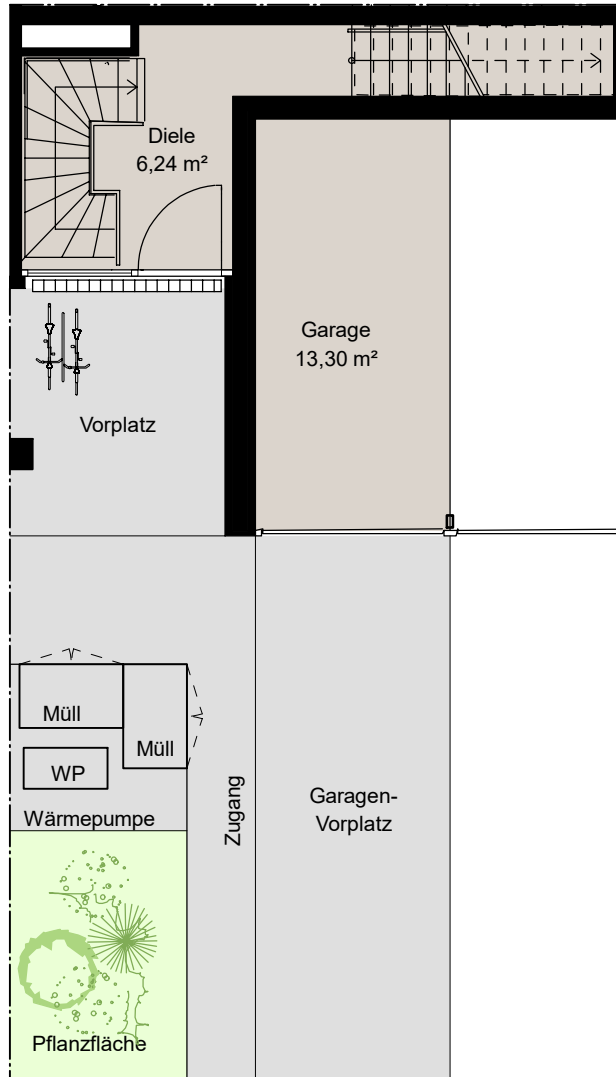 Diele
6,24 m²
Garage
13,30 m²
Vorplatz
Müll
Müll
WP
Wärmepumpe
Zugang
Garagen-
Vorplatz
Pflanzfläche